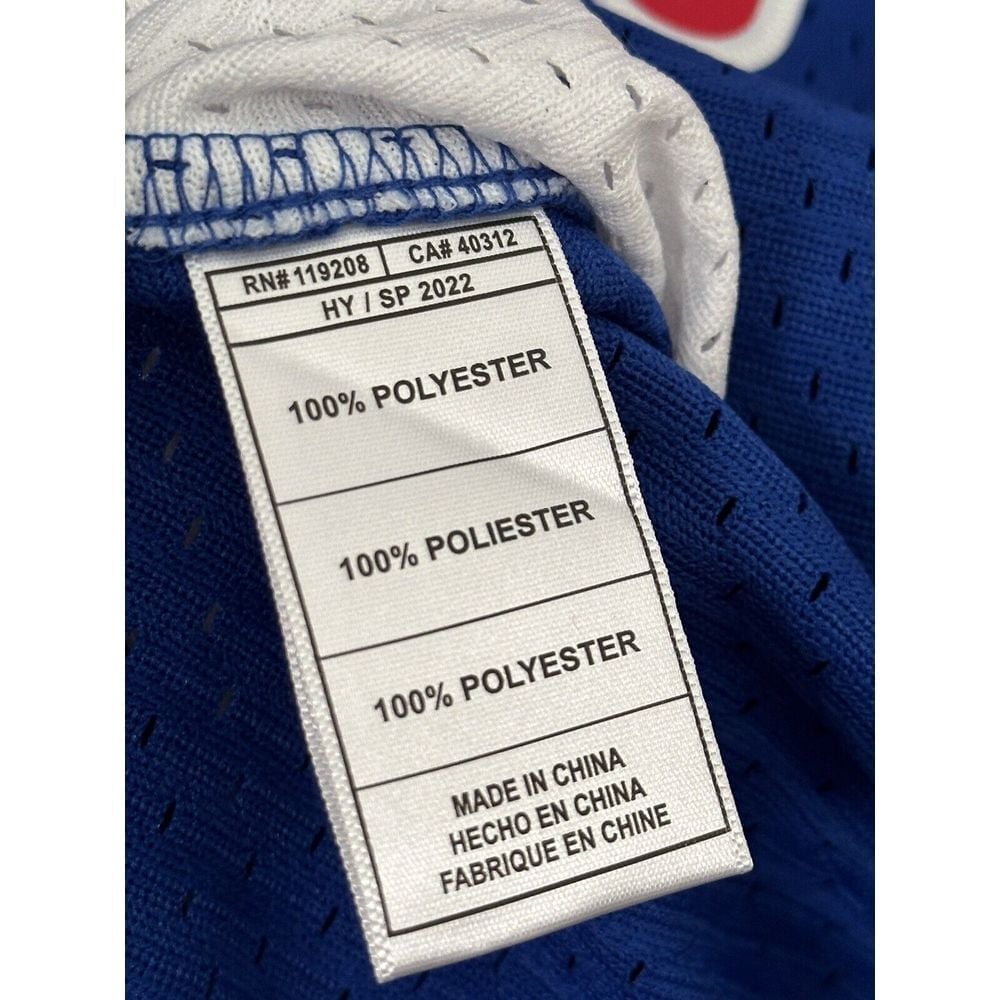 RN# 119208 CA# 40312
HY / SP 2022
100% POLYESTER
100% POLIESTER
100% POLYESTER
MADE IN CHINA
HECHO EN CHINA
FABRIQUE EN CHINE